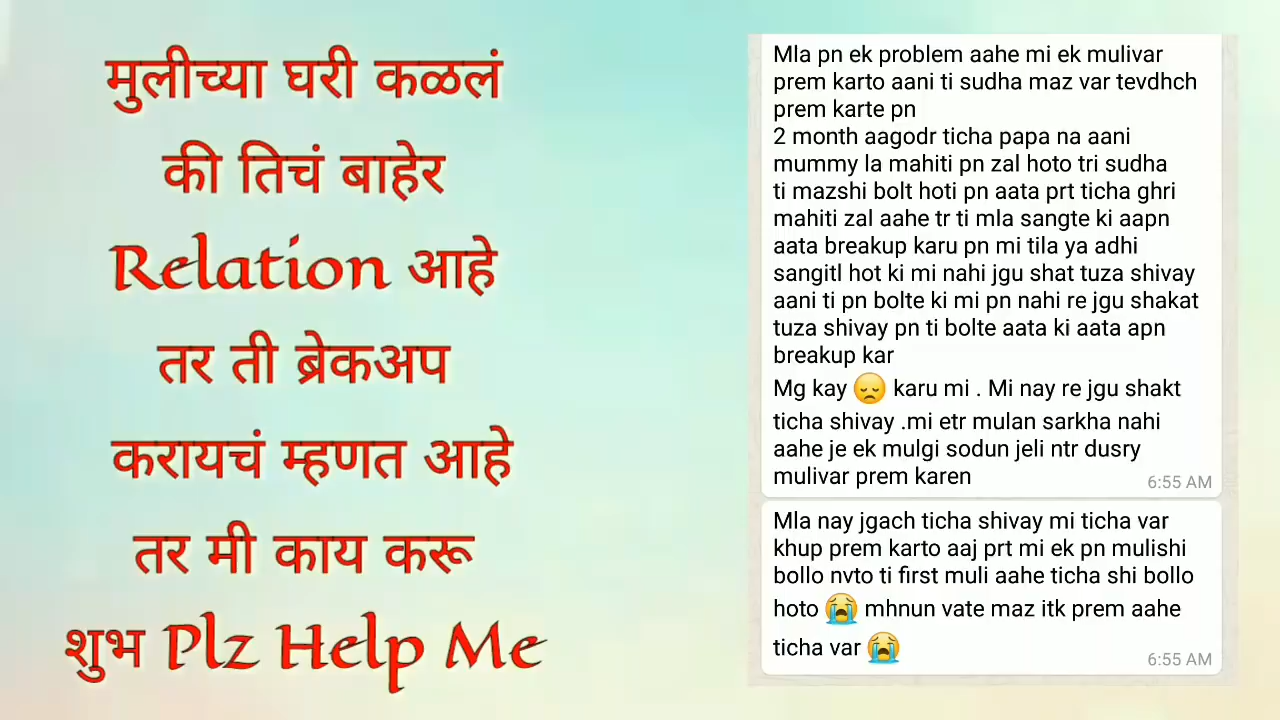 मुलीच्या घरी कळलं
की तिचं बाहेर
Relation आहे
तर ती ब्रेकअप
करायचं म्हणत आहे
तर मी काय करू
शुभ Plz Help Me
Mla pn ek problem aahe mi ek mulivar
prem karto aani ti sudha maz var tevdhch
prem karte pn
2 month aagodr ticha papa na aani
mummy la mahiti pn zal hoto tri sudha
ti mazshi bolt hoti pn aata prt ticha ghri
mahiti zal aahe tr ti mla sangte ki aapn
aata breakup karu pn mi tila ya adhi
sangitl hot ki mi nahi jgu shat tuza shivay
aani ti pn bolte ki mi pn nahi re jgu shakat
tuza shivay pn ti bolte aata ki aata apn
breakup kar
Mg kay 😞 karu mi . Mi nay re jgu shakt
ticha shivay .mi etr mulan sarkha nahi
aahe je ek mulgi sodun jeli ntr dusry
mulivar prem karen
6:55 AM
Mla nay jgach ticha shivay mi ticha var
khup prem karto aaj prt mi ek pn mulishi
bollo nvto ti first muli aahe ticha shi bollo
hoto 😭 mhnun vate maz itk prem aahe
ticha var 😭
6:55 AM